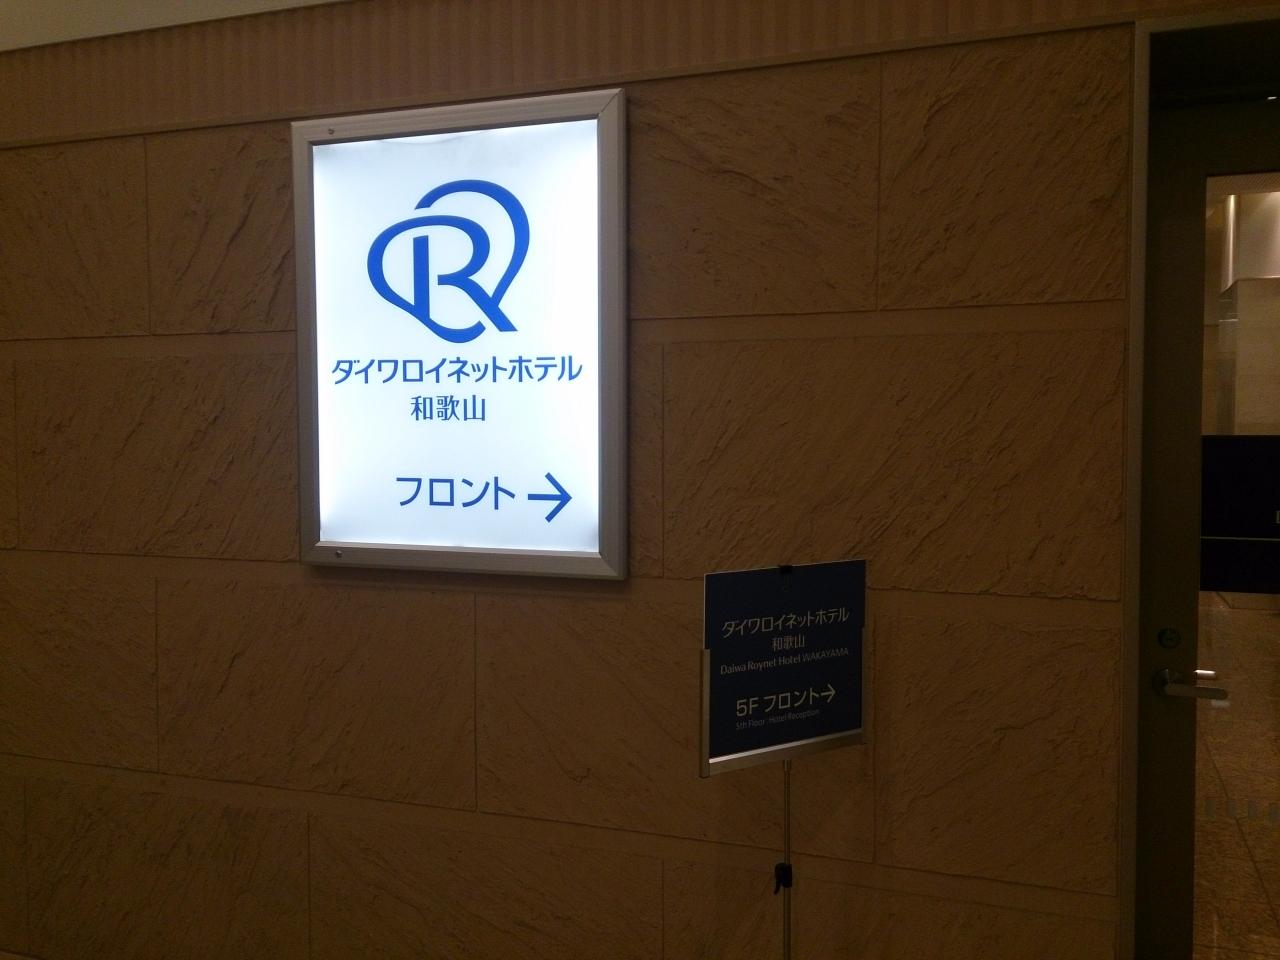 R
ダイワロイネットホテル
和歌山
フロント →
ダイワロイネットホテル
和歌山
Daiwa Roynet Hotel WAKAYAMA
5F フロント→
5th Floor : Hotel Reception